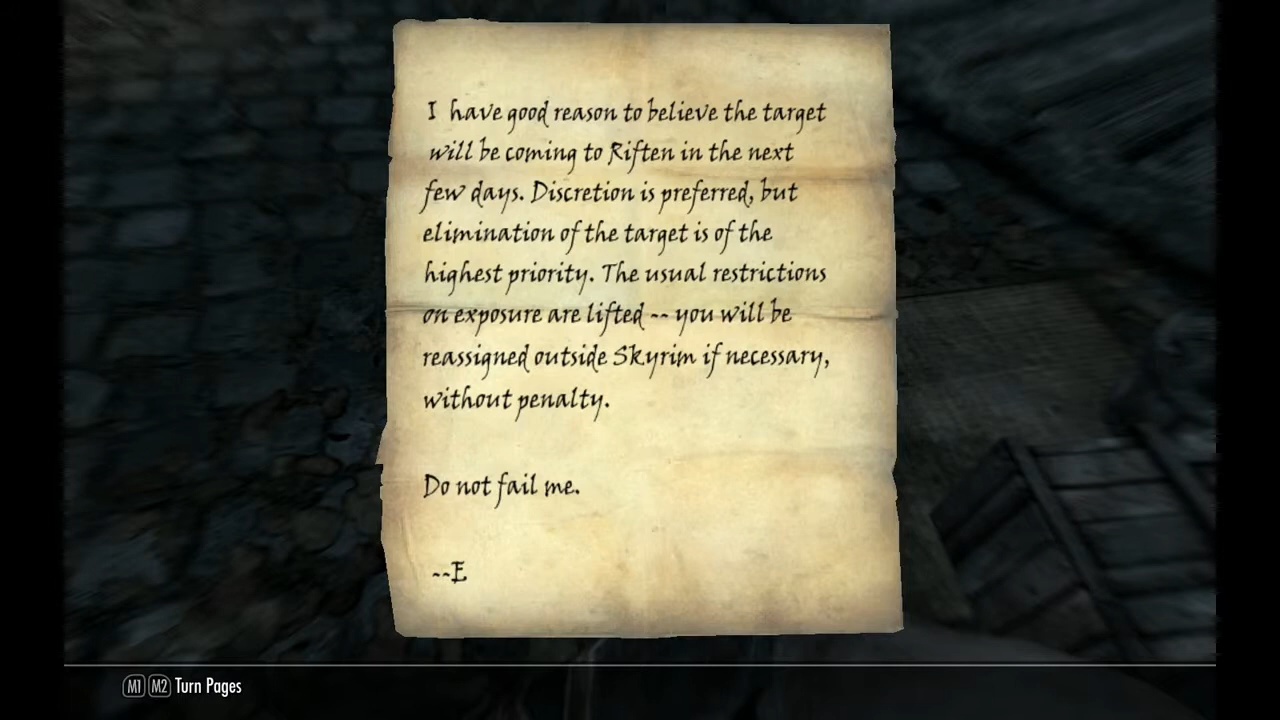 I have good reason to believe the target
will be coming to Riften in the next
few days. Discretion is preferred, but
elimination of the target is of the
highest priority. The usual restrictions
on exposure are lifted -- you will be
reassigned outside Skyrim if necessary,
without penalty.
Do not fail me.
--E
M1 M2 Turn Pages